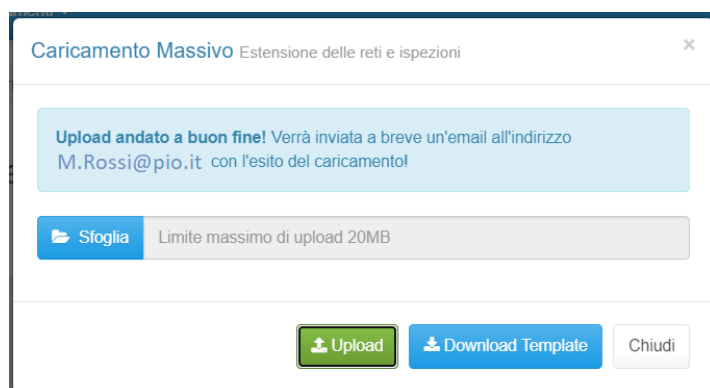 Caricamento Massivo Estensione delle reti e ispezioni ×
Upload andato a buon fine! Verrà inviata a breve un'email all'indirizzo
M.Rossi@pio.it con l'esito del caricamento!
Sfoglia Limite massimo di upload 20MB
Upload Download Template Chiudi